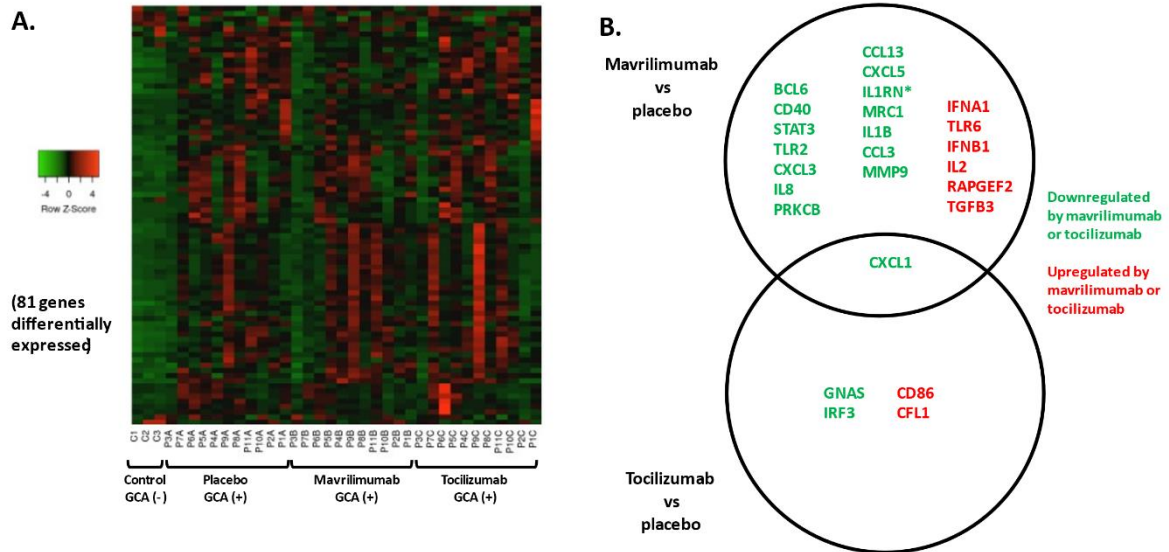 A.
-4 0 4
Row Z-Score
(81 genes
differentially
expressed)
C1 C2 C3 P3A P7A P6A P5A P4A P9A P8A P11A P10A P2A P1A P3B P7B P6B P5B P4B P9B P8B P11B P10B P2B P1B P3C P7C P6C P5C P4C P9C P8C P11C P10C P2C P1C
Control
GCA (-)
Placebo
GCA (+)
Mavrilimumab
GCA (+)
Tocilizumab
GCA (+)
B.
Mavrilimumab
vs
placebo
BCL6
CD40
STAT3
TLR2
CXCL3
IL8
PRKCB
CCL13
CXCL5
IL1RN*
MRC1
IL1B
CCL3
MMP9
IFNA1
TLR6
IFNB1
IL2
RAPGEF2
TGFB3
CXCL1
Downregulated
by mavrilimumab
or tocilizumab
Upregulated by
mavrilimumab or
tocilizumab
GNAS
IRF3
CD86
CFL1
Tocilizumab
vs
placebo